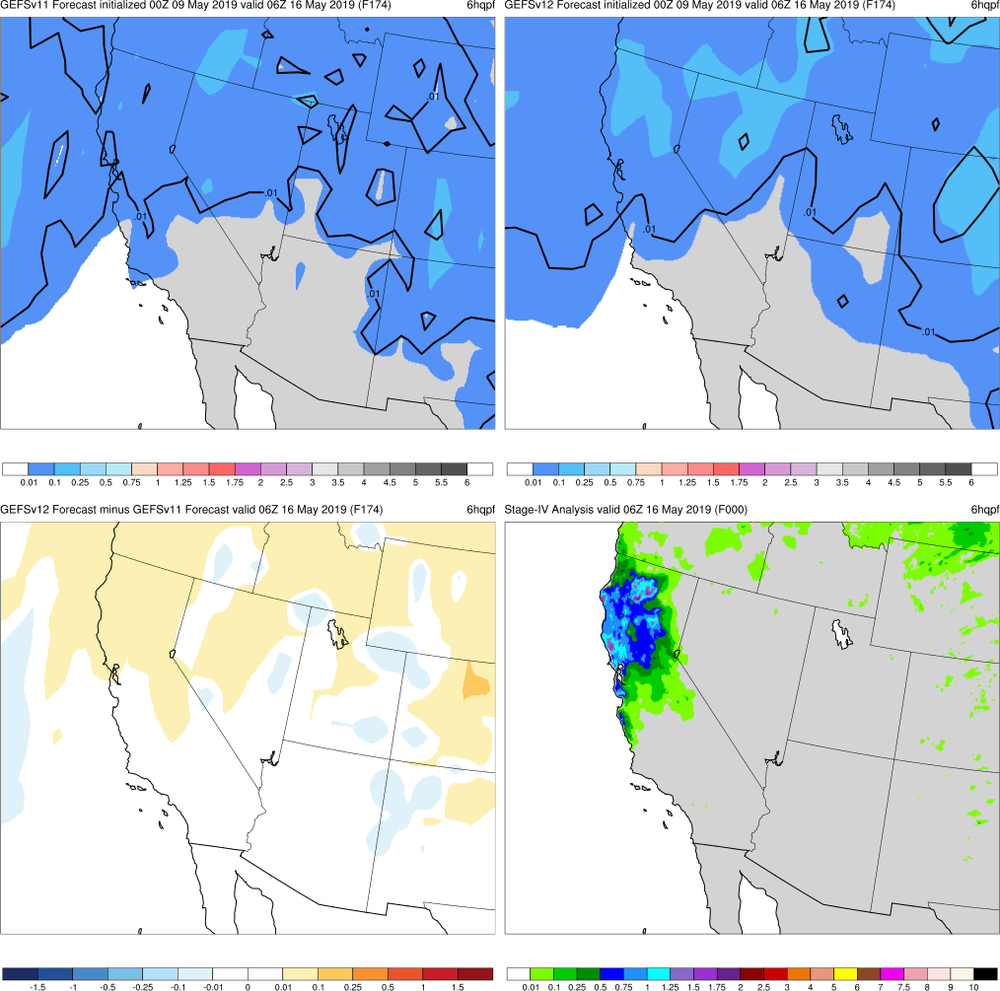 GEFSv11 Forecast initialized 00Z 09 May 2019 valid 06Z 16 May 2019 (F174) 6hqpf
.01
.01
.01
.01
0.01 0.1 0.25 0.5 0.75 1 1.25 1.5 1.75 2 2.5 3 3.5 4 4.5 5 5.5 6
GEFSv12 Forecast initialized 00Z 09 May 2019 valid 06Z 16 May 2019 (F174) 6hqpf
.01
.01
.01
0.01 0.1 0.25 0.5 0.75 1 1.25 1.5 1.75 2 2.5 3 3.5 4 4.5 5 5.5 6
GEFSv12 Forecast minus GEFSv11 Forecast valid 06Z 16 May 2019 (F174) 6hqpf
-1.5 -1 -0.5 -0.25 -0.1 -0.01 0 0.01 0.1 0.25 0.5 1 1.5
Stage-IV Analysis valid 06Z 16 May 2019 (F000) 6hqpf
0.01 0.1 0.25 0.5 0.75 1 1.25 1.5 1.75 2 2.5 3 4 5 6 7 7.5 8 9 10